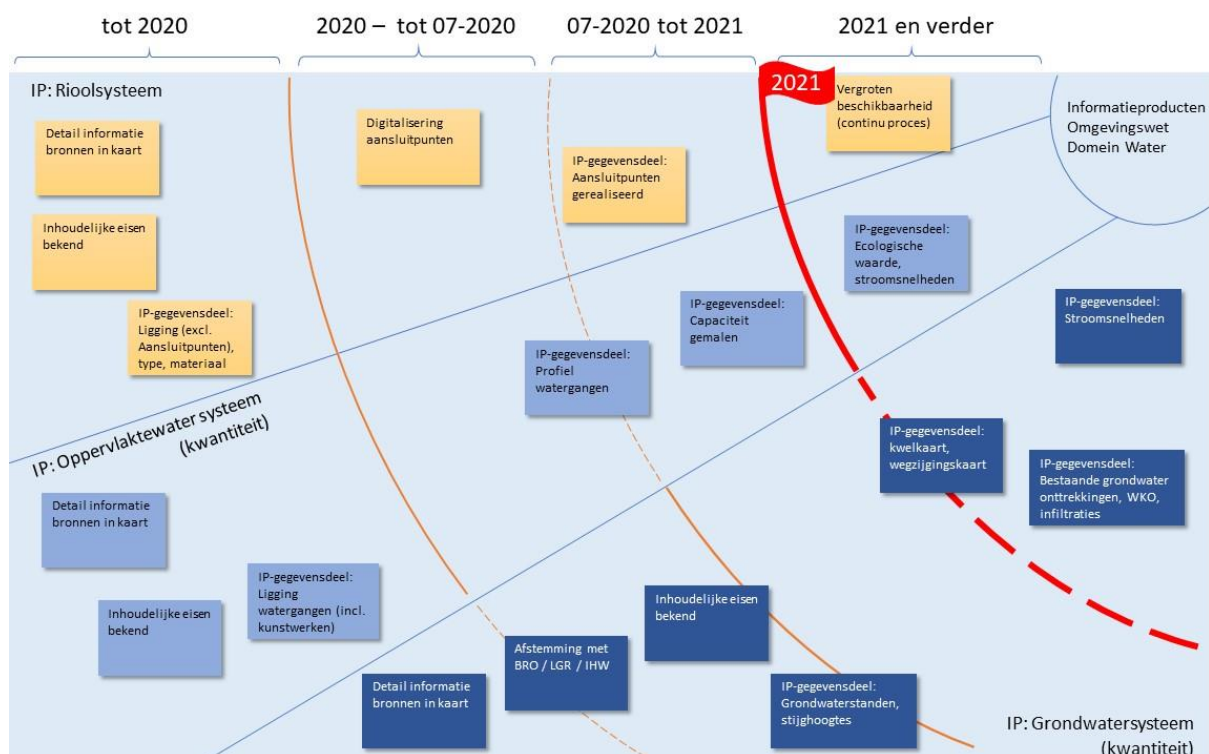 tot 2020
2020 – tot 07-2020
07-2020 tot 2021
2021 en verder
IP: Rioolsysteem
Detail informatie
bronnen in kaart
Inhoudelijke eisen
bekend
IP-gegevensdeel:
Ligging (excl.
Aansluitpunten),
type, materiaal
Digitalisering
aansluitpunten
IP-gegevensdeel:
Aansluitpunten
gerealiseerd
2021
Vergroten
beschikbaarheid
(continu proces)
Informatieproducten
Omgevingswet
Domein Water
IP: Oppervlaktewater systeem
(kwantiteit)
Detail informatie
bronnen in kaart
Inhoudelijke eisen
bekend
IP-gegevensdeel:
Ligging
watergangen (incl.
kunstwerken)
IP-gegevensdeel:
Profiel
watergangen
IP-gegevensdeel:
Capaciteit
gemalen
IP-gegevensdeel:
Ecologische
waarde,
stroomsnelheden
IP-gegevensdeel:
Stroomsnelheden
IP-gegevensdeel:
kwelkaart,
wegzijgingskaart
IP-gegevensdeel:
Bestaande grondwater
onttrekkingen, WKO,
infiltraties
Detail informatie
bronnen in kaart
Afstemming met
BRO / LGR / IHW
Inhoudelijke eisen
bekend
IP-gegevensdeel:
Grondwaterstanden,
stijghoogtes
IP: Grondwatersysteem
(kwantiteit)